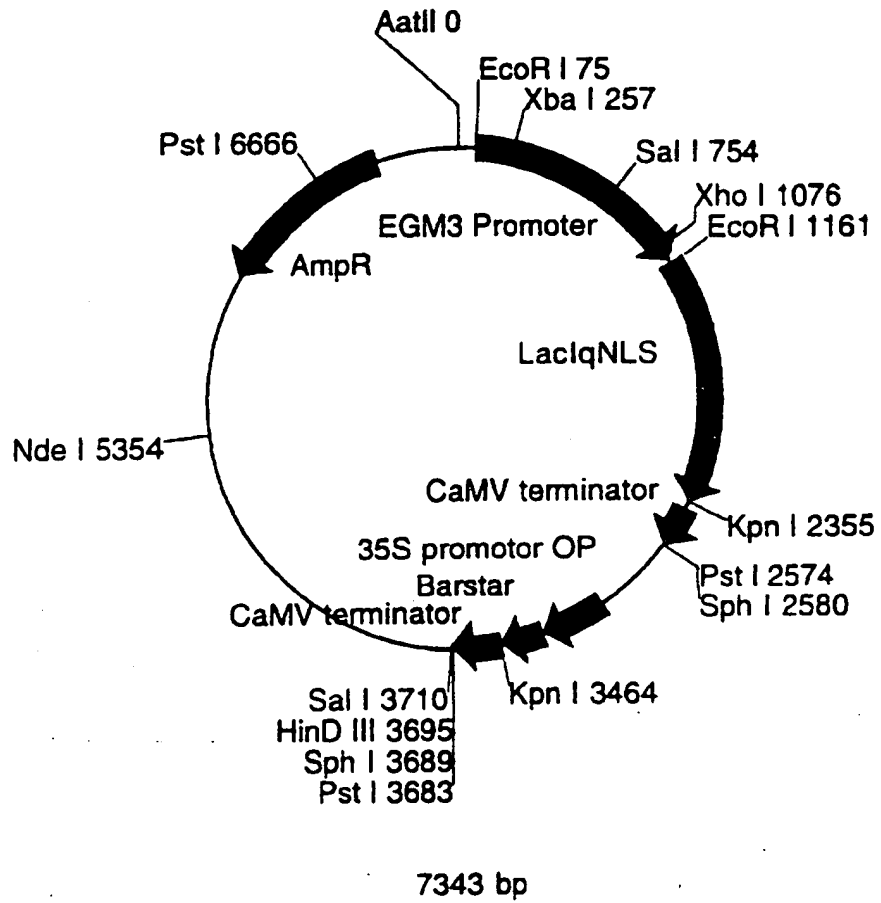 AatII 0
EcoR I 75
Xba I 257
Pst I 6666
Sal I 754
Xho I 1076
EcoR I 1161
EGM3 Promoter
AmpR
LacIqNLS
Nde I 5354
CaMV terminator
Kpn I 2355
35S promotor OP
Pst I 2574
Barstar
Sph I 2580
CaMV terminator
Sal I 3710
Kpn I 3464
HinD III 3695
Sph I 3689
Pst I 3683
7343 bp